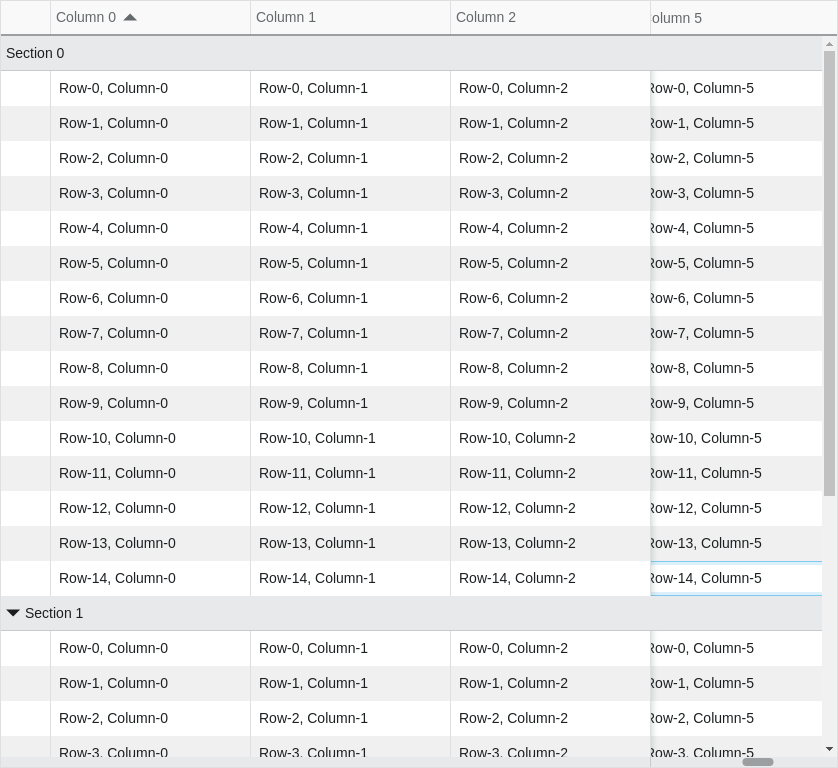 Column 0 Column 1 Column 2 olumn 5
Section 0
Row-0, Column-0 Row-0, Column-1 Row-0, Column-2 Row-0, Column-5
Row-1, Column-0 Row-1, Column-1 Row-1, Column-2 Row-1, Column-5
Row-2, Column-0 Row-2, Column-1 Row-2, Column-2 Row-2, Column-5
Row-3, Column-0 Row-3, Column-1 Row-3, Column-2 Row-3, Column-5
Row-4, Column-0 Row-4, Column-1 Row-4, Column-2 Row-4, Column-5
Row-5, Column-0 Row-5, Column-1 Row-5, Column-2 Row-5, Column-5
Row-6, Column-0 Row-6, Column-1 Row-6, Column-2 Row-6, Column-5
Row-7, Column-0 Row-7, Column-1 Row-7, Column-2 Row-7, Column-5
Row-8, Column-0 Row-8, Column-1 Row-8, Column-2 Row-8, Column-5
Row-9, Column-0 Row-9, Column-1 Row-9, Column-2 Row-9, Column-5
Row-10, Column-0 Row-10, Column-1 Row-10, Column-2 Row-10, Column-5
Row-11, Column-0 Row-11, Column-1 Row-11, Column-2 Row-11, Column-5
Row-12, Column-0 Row-12, Column-1 Row-12, Column-2 Row-12, Column-5
Row-13, Column-0 Row-13, Column-1 Row-13, Column-2 Row-13, Column-5
Row-14, Column-0 Row-14, Column-1 Row-14, Column-2 Row-14, Column-5
Section 1
Row-0, Column-0 Row-0, Column-1 Row-0, Column-2 Row-0, Column-5
Row-1, Column-0 Row-1, Column-1 Row-1, Column-2 Row-1, Column-5
Row-2, Column-0 Row-2, Column-1 Row-2, Column-2 Row-2, Column-5
Row-3, Column-0 Row-3, Column-1 Row-3, Column-2 Row-3, Column-5